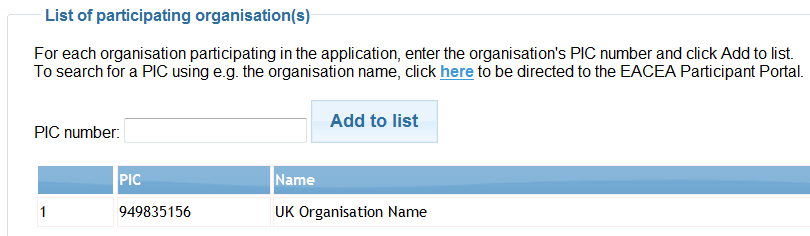 List of participating organisation(s)
For each organisation participating in the application, enter the organisation's PIC number and click Add to list.
To search for a PIC using e.g. the organisation name, click here to be directed to the EACEA Participant Portal.
PIC number: Add to list
PIC Name
1 949835156 UK Organisation Name